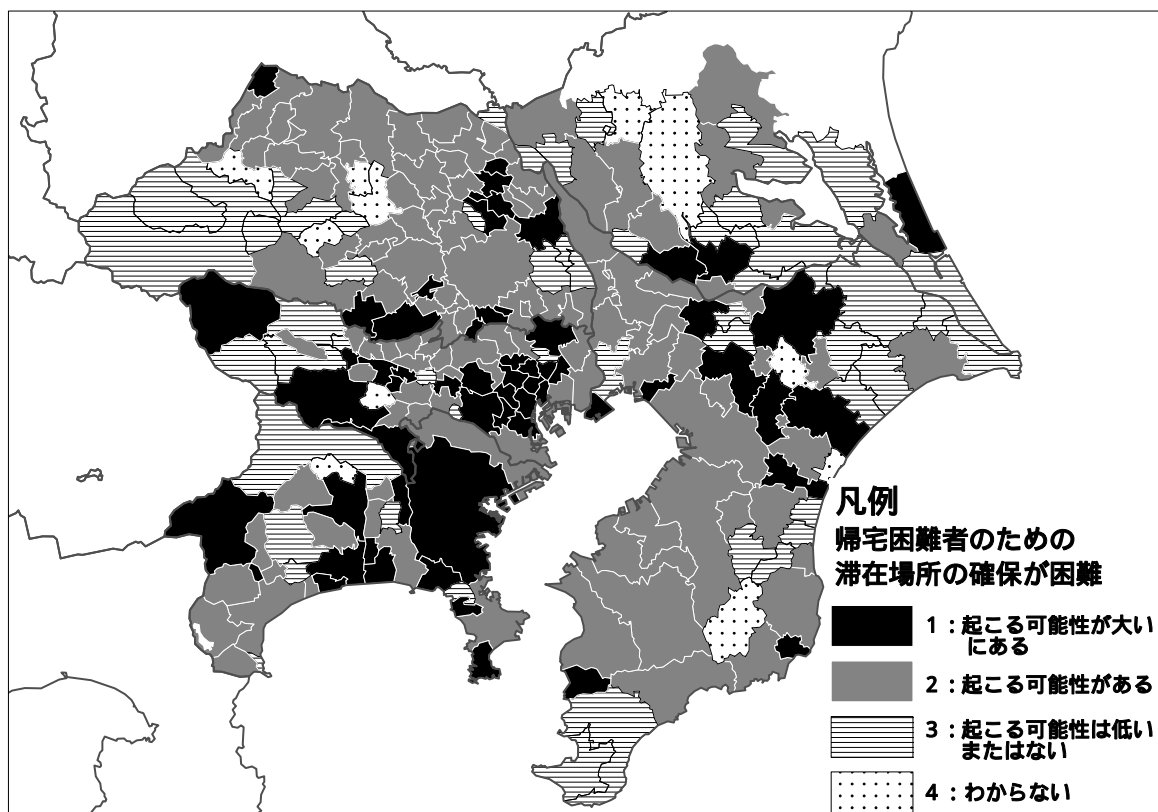 凡例
帰宅困難者のための
滞在場所の確保が困難
1：起こる可能性が大い
にある
2：起こる可能性がある
3：起こる可能性は低い
またはない
4：わからない